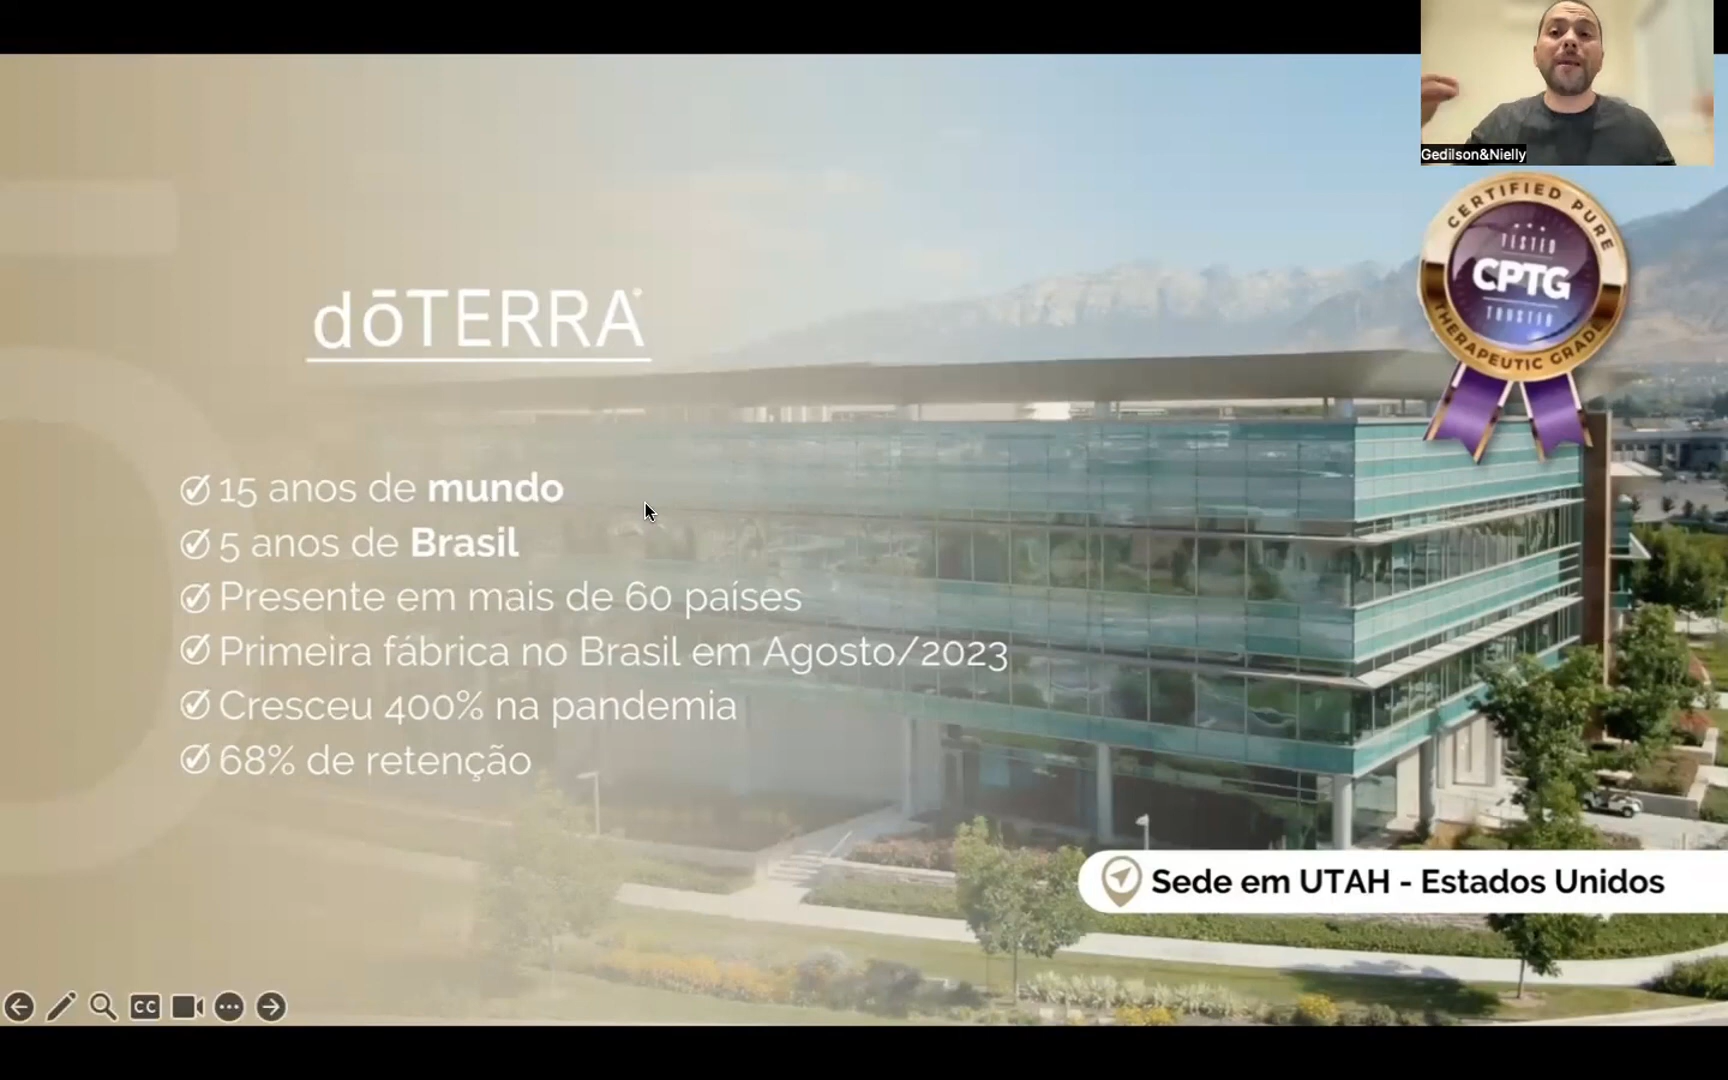 Gedilson&Nielly
CERTIFIED PURE
TESTED
CPTG
TRUSTED
THERAPEUTIC GRADE
dōTERRA
15 anos de mundo
5 anos de Brasil
Presente em mais de 60 países
Primeira fábrica no Brasil em Agosto/2023
Cresceu 400% na pandemia
68% de retenção
Sede em UTAH - Estados Unidos
CC